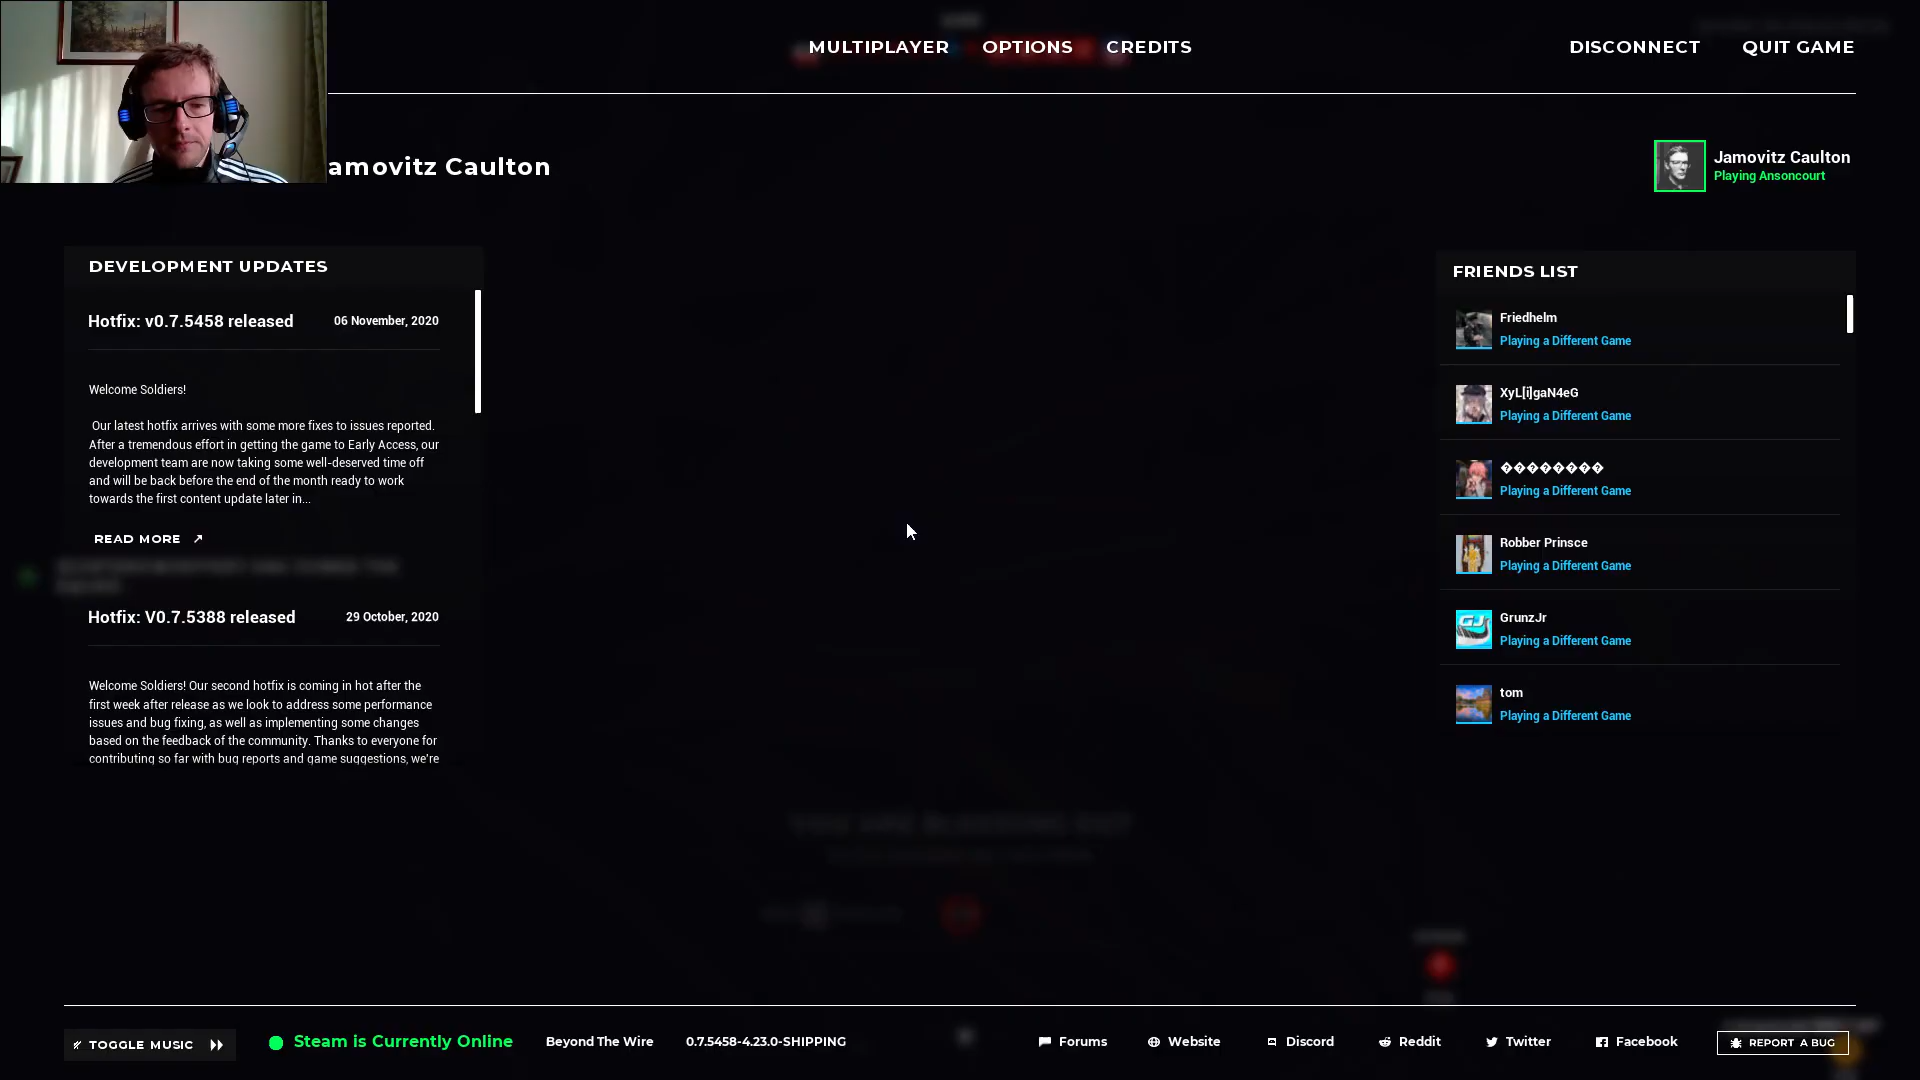 MULTIPLAYER OPTIONS CREDITS
DISCONNECT QUIT GAME
amovitz Caulton
Jamovitz Caulton
Playing Ansoncourt
DEVELOPMENT UPDATES
Hotfix: v0.7.5458 released 06 November, 2020
Welcome Soldiers!
Our latest hotfix arrives with some more fixes to issues reported.
After a tremendous effort in getting the game to Early Access, our
development team are now taking some well-deserved time off
and will be back before the end of the month ready to work
towards the first content update later in...
READ MORE
Hotfix: V0.7.5388 released 29 October, 2020
Welcome Soldiers! Our second hotfix is coming in hot after the
first week after release as we look to address some performance
issues and bug fixing, as well as implementing some changes
based on the feedback of the community. Thanks to everyone for
contributing so far with bug reports and game suggestions, we're
FRIENDS LIST
Friedhelm
Playing a Different Game
XyL[i]gaN4eG
Playing a Different Game
��������
Playing a Different Game
Robber Prinsce
Playing a Different Game
GrunzJr
Playing a Different Game
tom
Playing a Different Game
YOU ARE BLEEDING OUT
TOGGLE MUSIC
Steam is Currently Online
Beyond The Wire
0.7.5458-4.23.0-SHIPPING
Forums Website Discord Reddit Twitter Facebook
REPORT A BUG